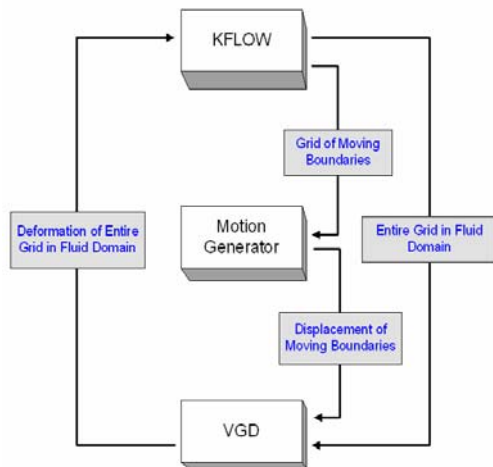 KFLOW
Grid of Moving
Boundaries
Motion
Generator
Deformation of Entire
Grid in Fluid Domain
Entire Grid in Fluid
Domain
Displacement of
Moving Boundaries
VGD